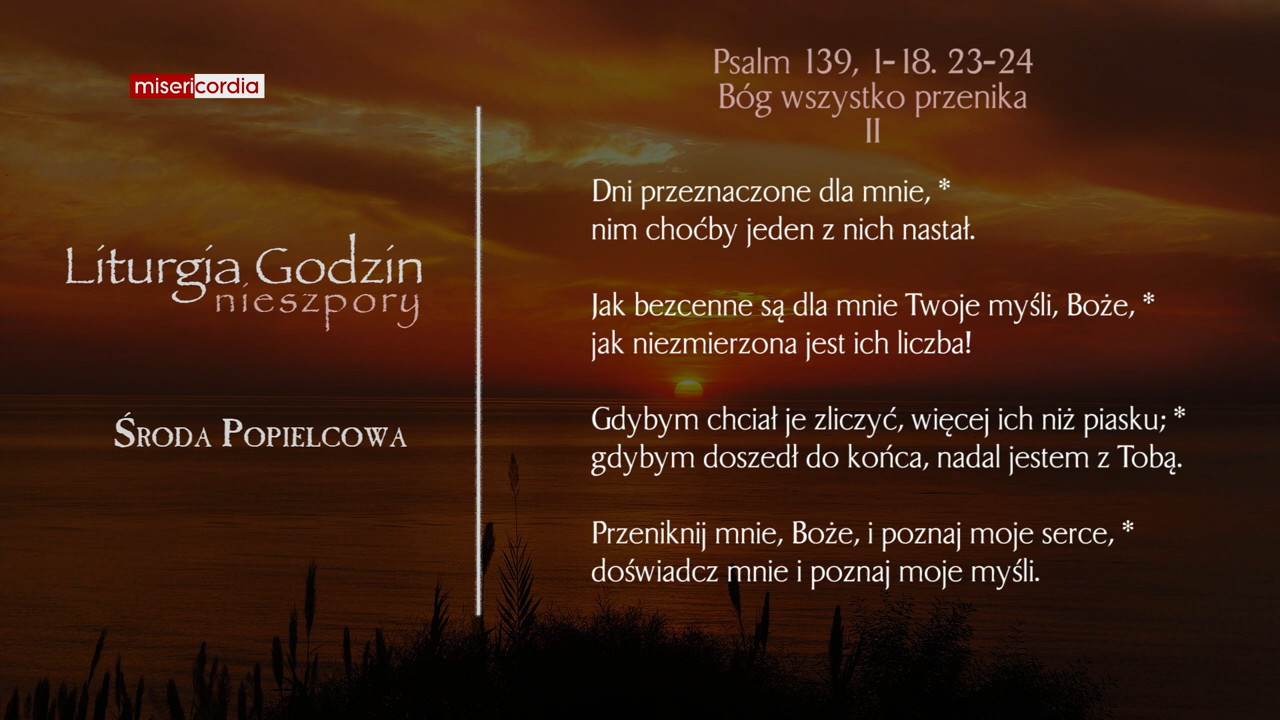 misericordia
Liturgia Godzin
nieszpory
Środa Popielcowa
Psalm 139, 1-18. 23-24
Bóg wszystko przenika
II
Dni przeznaczone dla mnie, *
nim choćby jeden z nich nastał.
Jak bezcenne są dla mnie Twoje myśli, Boże, *
jak niezmierzona jest ich liczba!
Gdybym chciał je zliczyć, więcej ich niż piasku; *
gdybym doszedł do końca, nadal jestem z Tobą.
Przeniknij mnie, Boże, i poznaj moje serce, *
doświadcz mnie i poznaj moje myśli.